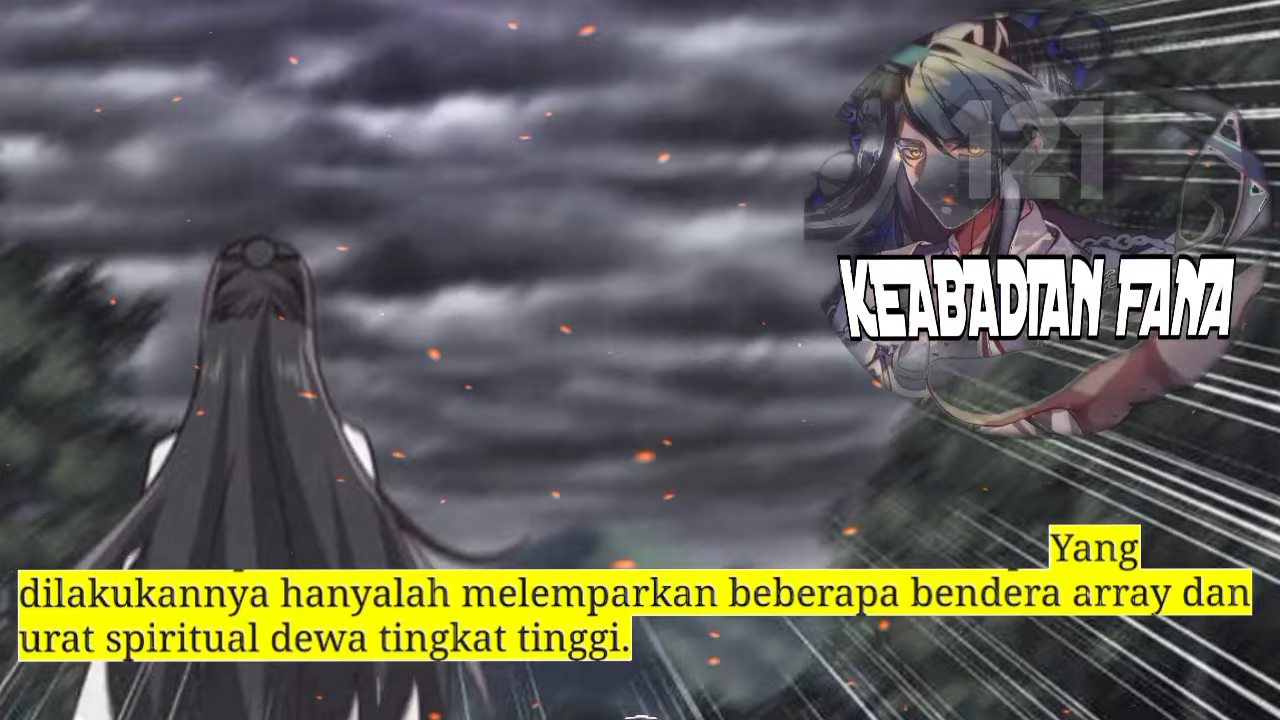 121
KEABADIAN FANA
Yang
dilakukannya hanyalah melemparkan beberapa bendera array dan
urat spiritual dewa tingkat tinggi.